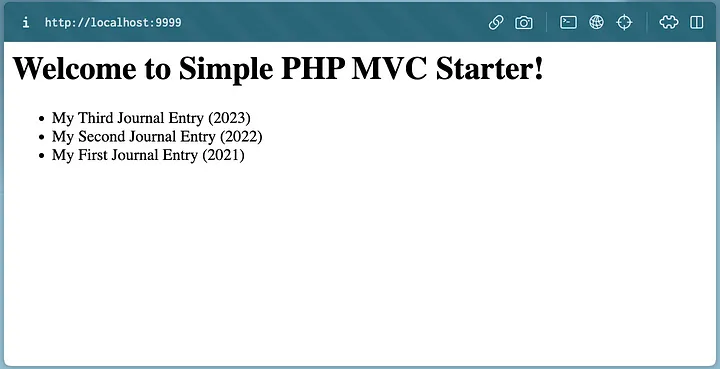 i http://localhost:9999
Welcome to Simple PHP MVC Starter!
My Third Journal Entry (2023)
My Second Journal Entry (2022)
My First Journal Entry (2021)